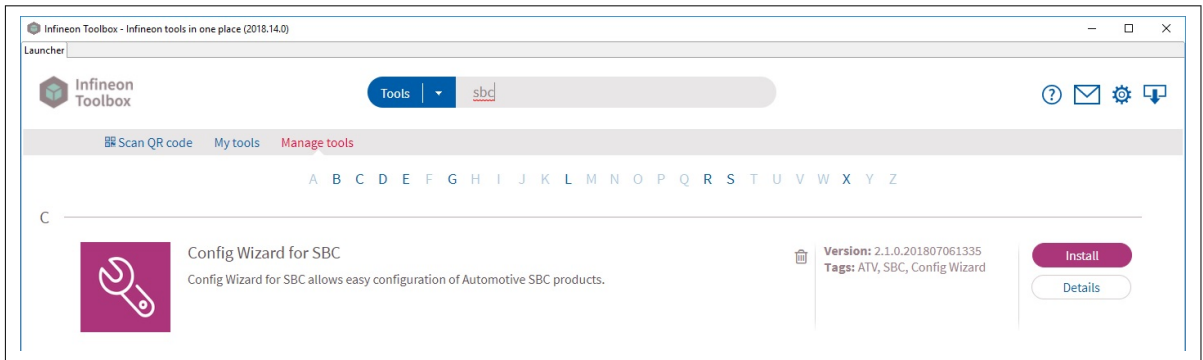 Infineon Toolbox - Infineon tools in one place (2018.14.0)
Launcher
Infineon
Toolbox
Tools
sbc
Scan QR code My tools Manage tools
A B C D E F G H I J K L M N O P Q R S T U V W X Y Z
C
Config Wizard for SBC
Config Wizard for SBC allows easy configuration of Automotive SBC products.
Version: 2.1.0.201807061335
Tags: ATV, SBC, Config Wizard
Install
Details